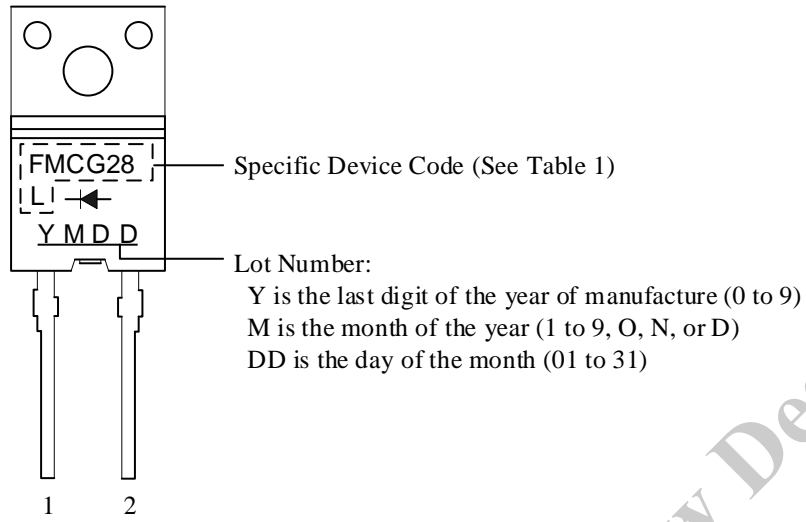 FMCG28
L
Y M D D
Specific Device Code (See Table 1)
Lot Number:
Y is the last digit of the year of manufacture (0 to 9)
M is the month of the year (1 to 9, O, N, or D)
DD is the day of the month (01 to 31)
1 2